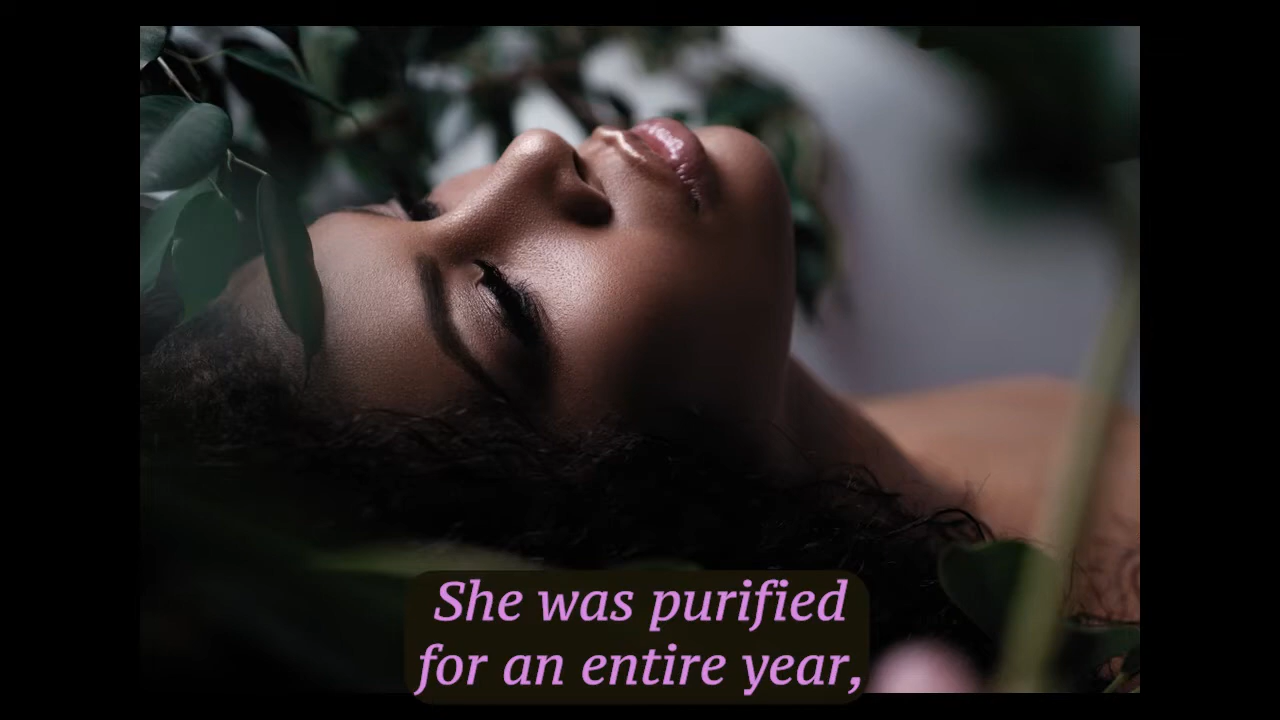 She was purified
for an entire year,